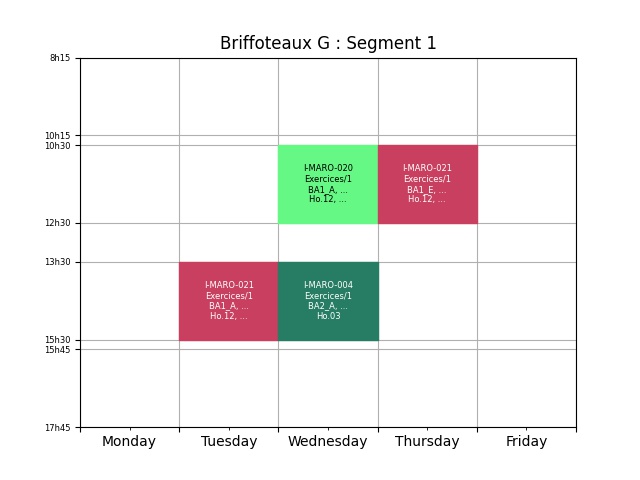 Briffoteaux G : Segment 1
8h15
10h15
10h30
I-MARO-020
Exercices/1
BA1_A, ...
Ho.12, ...
I-MARO-021
Exercices/1
BA1_E, ...
Ho.12, ...
12h30
13h30
I-MARO-021
Exercices/1
BA1_A, ...
Ho.12, ...
I-MARO-004
Exercices/1
BA2_A, ...
Ho.03
15h30
15h45
17h45
Monday Tuesday Wednesday Thursday Friday